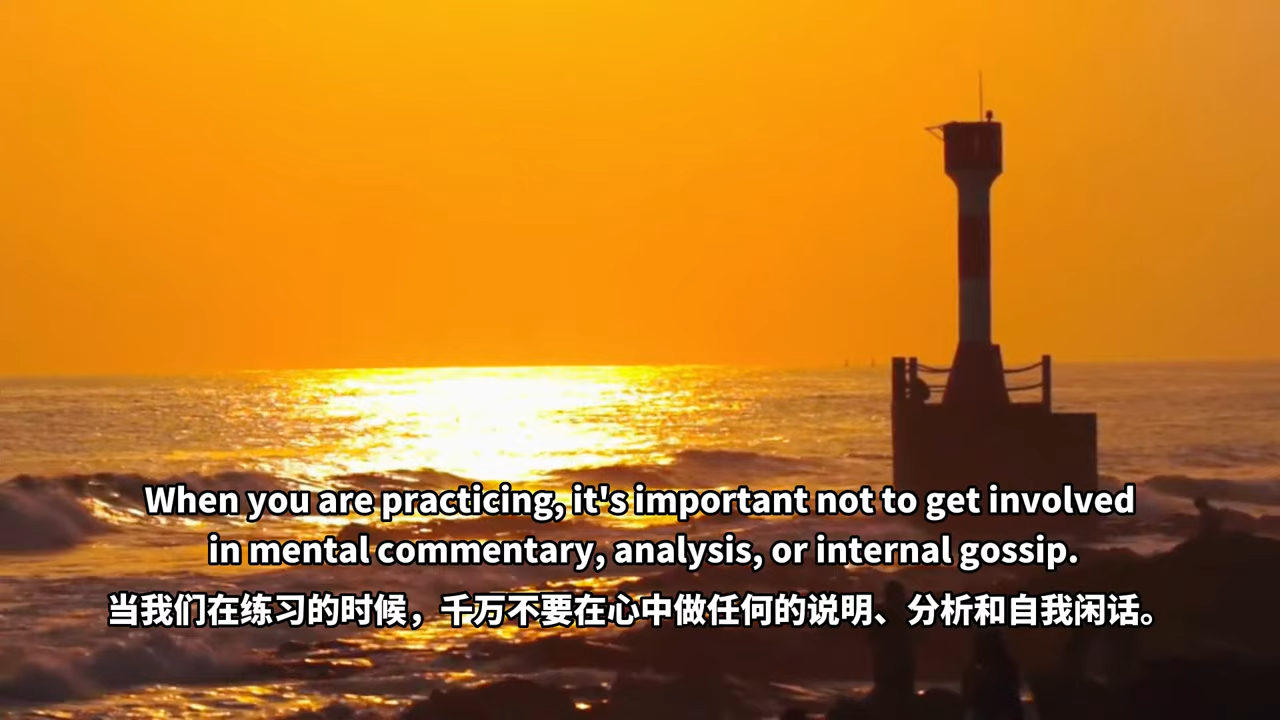 When you are practicing, it's important not to get involved
in mental commentary, analysis, or internal gossip.
当我们在练习的时候，千万不要在心中做任何的说明、分析和自我闲话。